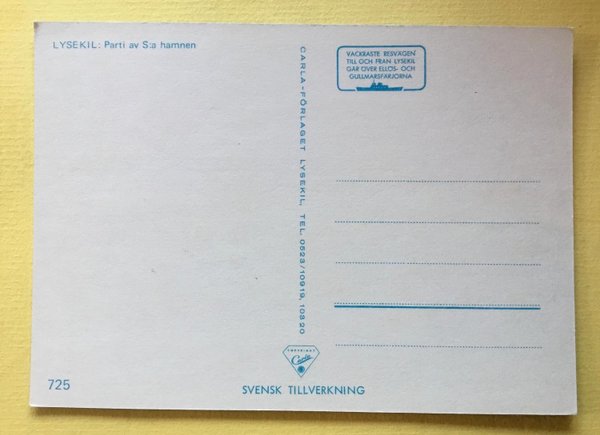 LYSEKIL: Parti av S:a hamnen
CARLA-FÖRLAGET LYSEKIL, TEL. 0523/10919, 10820
VACKRASTE RESVÄGEN
TILL OCH FRÅN LYSEKIL
GÅR ÖVER ELLÖS- OCH
GULLMARSFÄRJORNA
COPYRIGHT
Carla
725
SVENSK TILLVERKNING